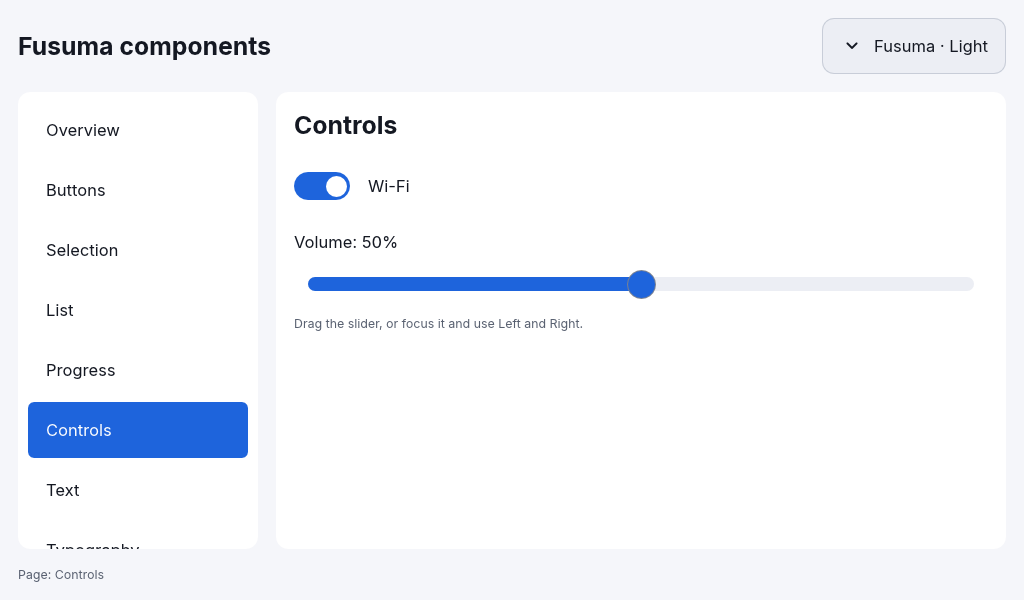 Fusuma components
Fusuma · Light
Overview
Buttons
Selection
List
Progress
Controls
Text
Typography
Controls
Wi-Fi
Volume: 50%
Drag the slider, or focus it and use Left and Right.
Page: Controls